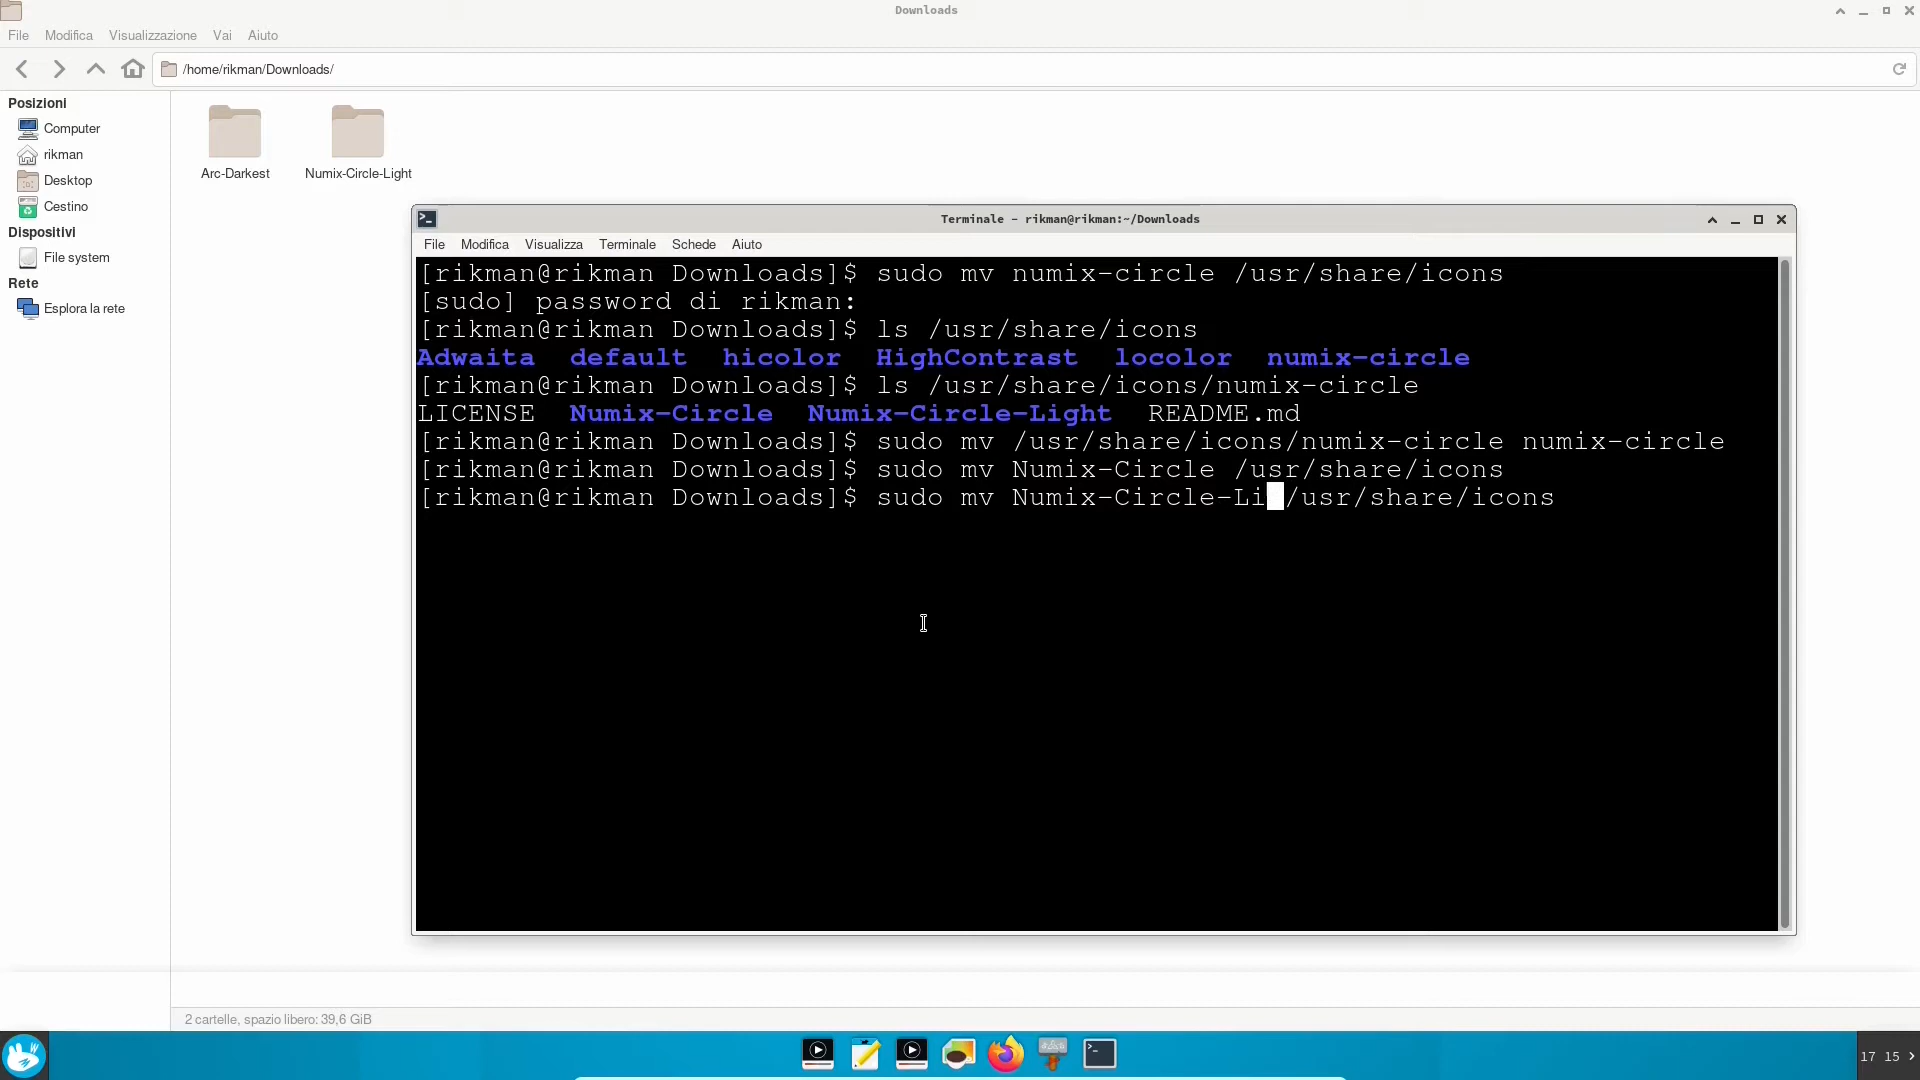 Downloads
File Modifica Visualizzazione Vai Aiuto
/home/rikman/Downloads/
Posizioni
Computer
rikman
Desktop
Cestino
Dispositivi
File system
Rete
Esplora la rete
Arc-Darkest Numix-Circle-Light
Terminale - rikman@rikman:~/Downloads
File Modifica Visualizza Terminale Schede Aiuto
[rikman@rikman Downloads]$ sudo mv numix-circle /usr/share/icons
[sudo] password di rikman:
[rikman@rikman Downloads]$ ls /usr/share/icons
Adwaita default hicolor HighContrast locolor numix-circle
[rikman@rikman Downloads]$ ls /usr/share/icons/numix-circle
LICENSE Numix-Circle Numix-Circle-Light README.md
[rikman@rikman Downloads]$ sudo mv /usr/share/icons/numix-circle numix-circle
[rikman@rikman Downloads]$ sudo mv Numix-Circle /usr/share/icons
[rikman@rikman Downloads]$ sudo mv Numix-Circle-Li /usr/share/icons
2 cartelle, spazio libero: 39,6 GiB
17 15